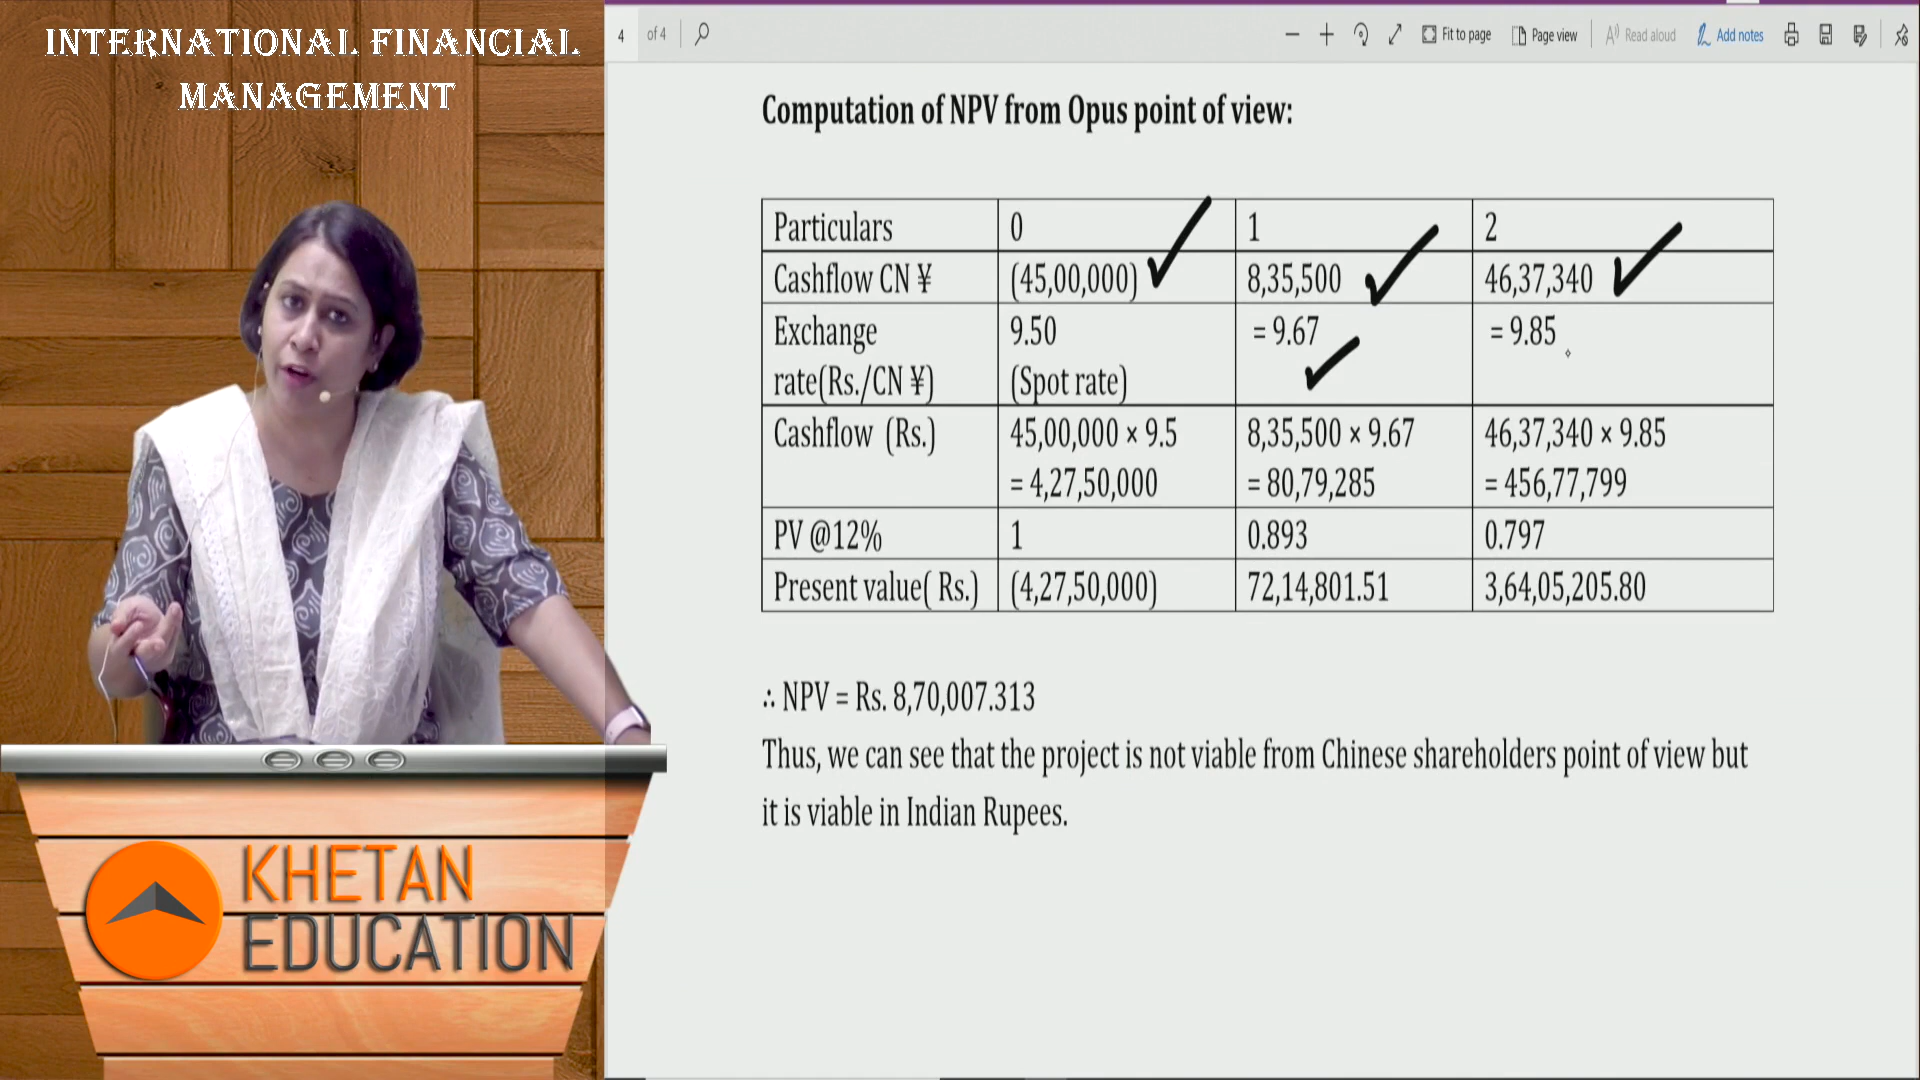 INTERNATIONAL FINANCIAL
MANAGEMENT
4 of 4 Fit to page Page view Read aloud Add notes
Computation of NPV from Opus point of view:
Particulars 0 1 2
Cashflow CN ¥ (45,00,000) 8,35,500 46,37,340
Exchange 9.50 = 9.67 = 9.85
rate(Rs./CN ¥) (Spot rate)
Cashflow (Rs.) 45,00,000 × 9.5 8,35,500 × 9.67 46,37,340 × 9.85
= 4,27,50,000 = 80,79,285 = 456,77,799
PV @12% 1 0.893 0.797
Present value( Rs.) (4,27,50,000) 72,14,801.51 3,64,05,205.80
∴ NPV = Rs. 8,70,007.313
Thus, we can see that the project is not viable from Chinese shareholders point of view but
it is viable in Indian Rupees.
KHETAN
EDUCATION